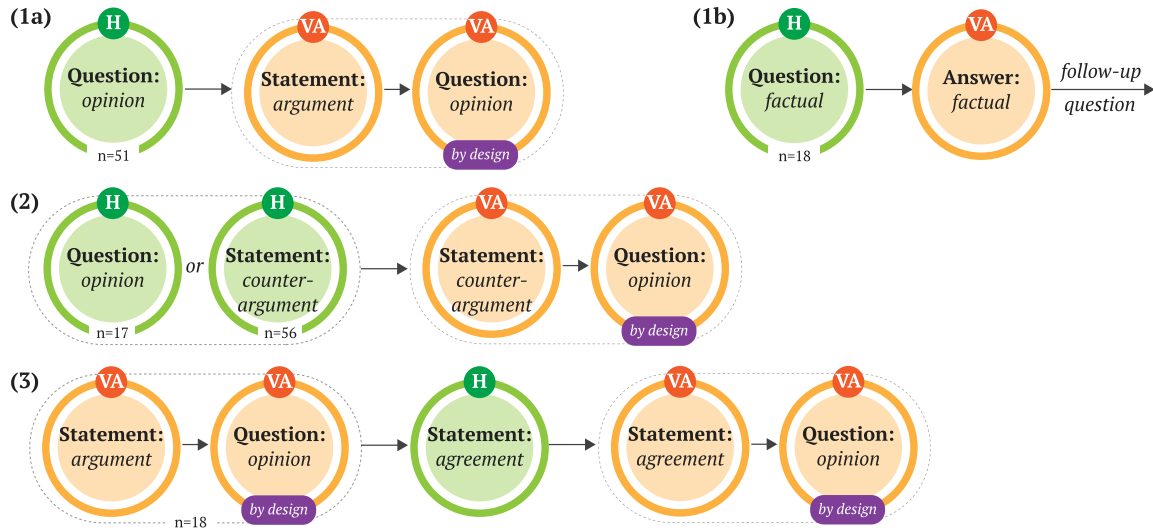 (1a)
H
Question:
opinion
n=51
VA
Statement:
argument
VA
Question:
opinion
by design
(1b)
H
Question:
factual
n=18
VA
Answer:
factual
follow-up
question
(2)
H
Question:
opinion
n=17
or
H
Statement:
counter-
argument
n=56
VA
Statement:
counter-
argument
VA
Question:
opinion
by design
(3)
VA
Statement:
argument
VA
Question:
opinion
by design
n=18
H
Statement:
agreement
VA
Statement:
agreement
VA
Question:
opinion
by design